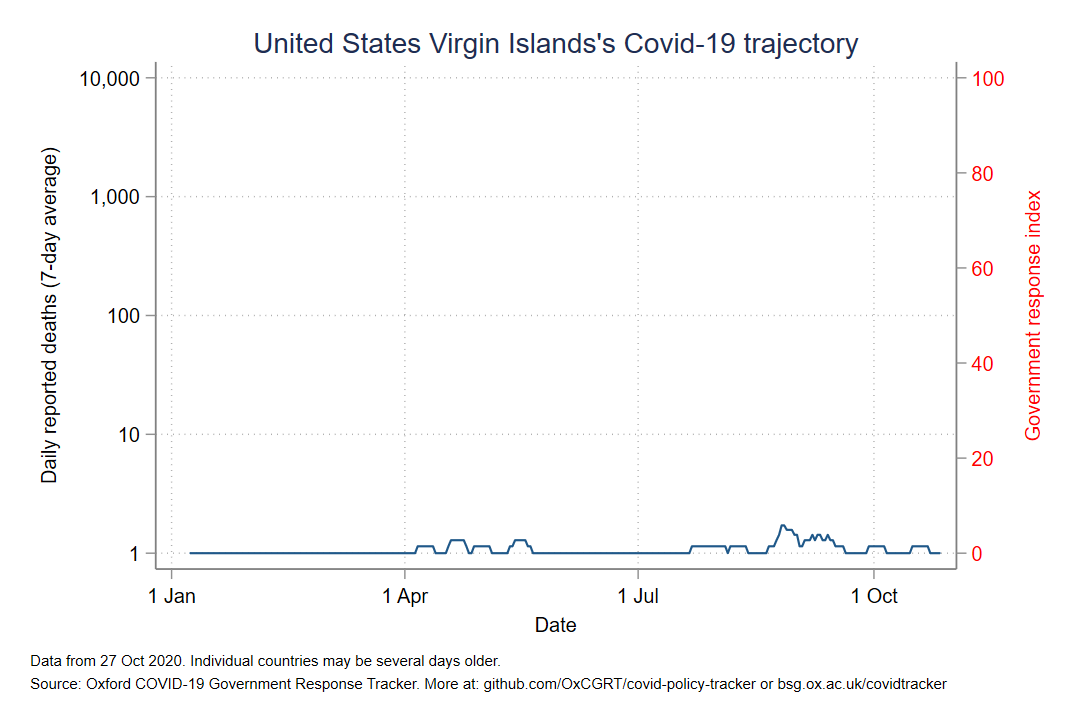 United States Virgin Islands's Covid-19 trajectory
10,000
1,000
100
10
1
Daily reported deaths (7-day average)
100
80
60
40
20
0
Government response index
1 Jan
1 Apr
1 Jul
1 Oct
Date
Data from 27 Oct 2020. Individual countries may be several days older.
Source: Oxford COVID-19 Government Response Tracker. More at: github.com/OxCGRT/covid-policy-tracker or bsg.ox.ac.uk/covidtracker